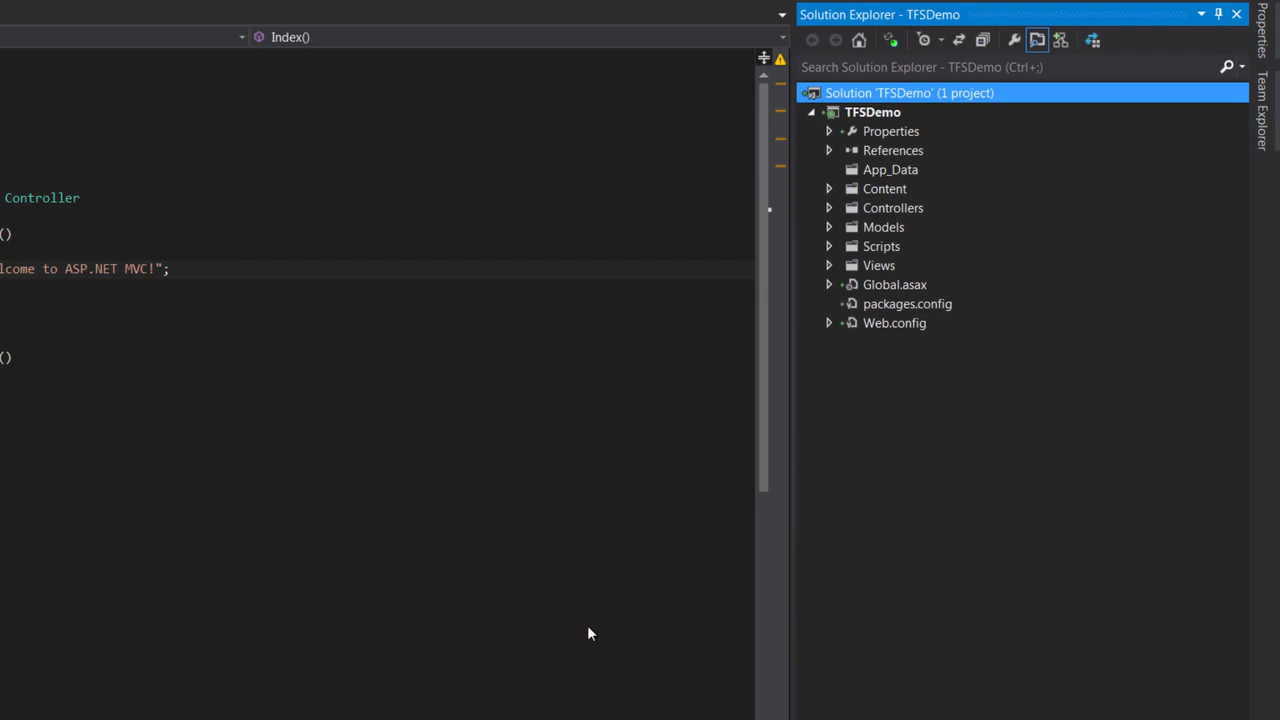 Index()
Controller
()
lcome to ASP.NET MVC!";
()
Solution Explorer - TFSDemo
Search Solution Explorer - TFSDemo (Ctrl+;)
Solution 'TFSDemo' (1 project)
TFSDemo
Properties
References
App_Data
Content
Controllers
Models
Scripts
Views
Global.asax
packages.config
Web.config
Properties
Team Explorer